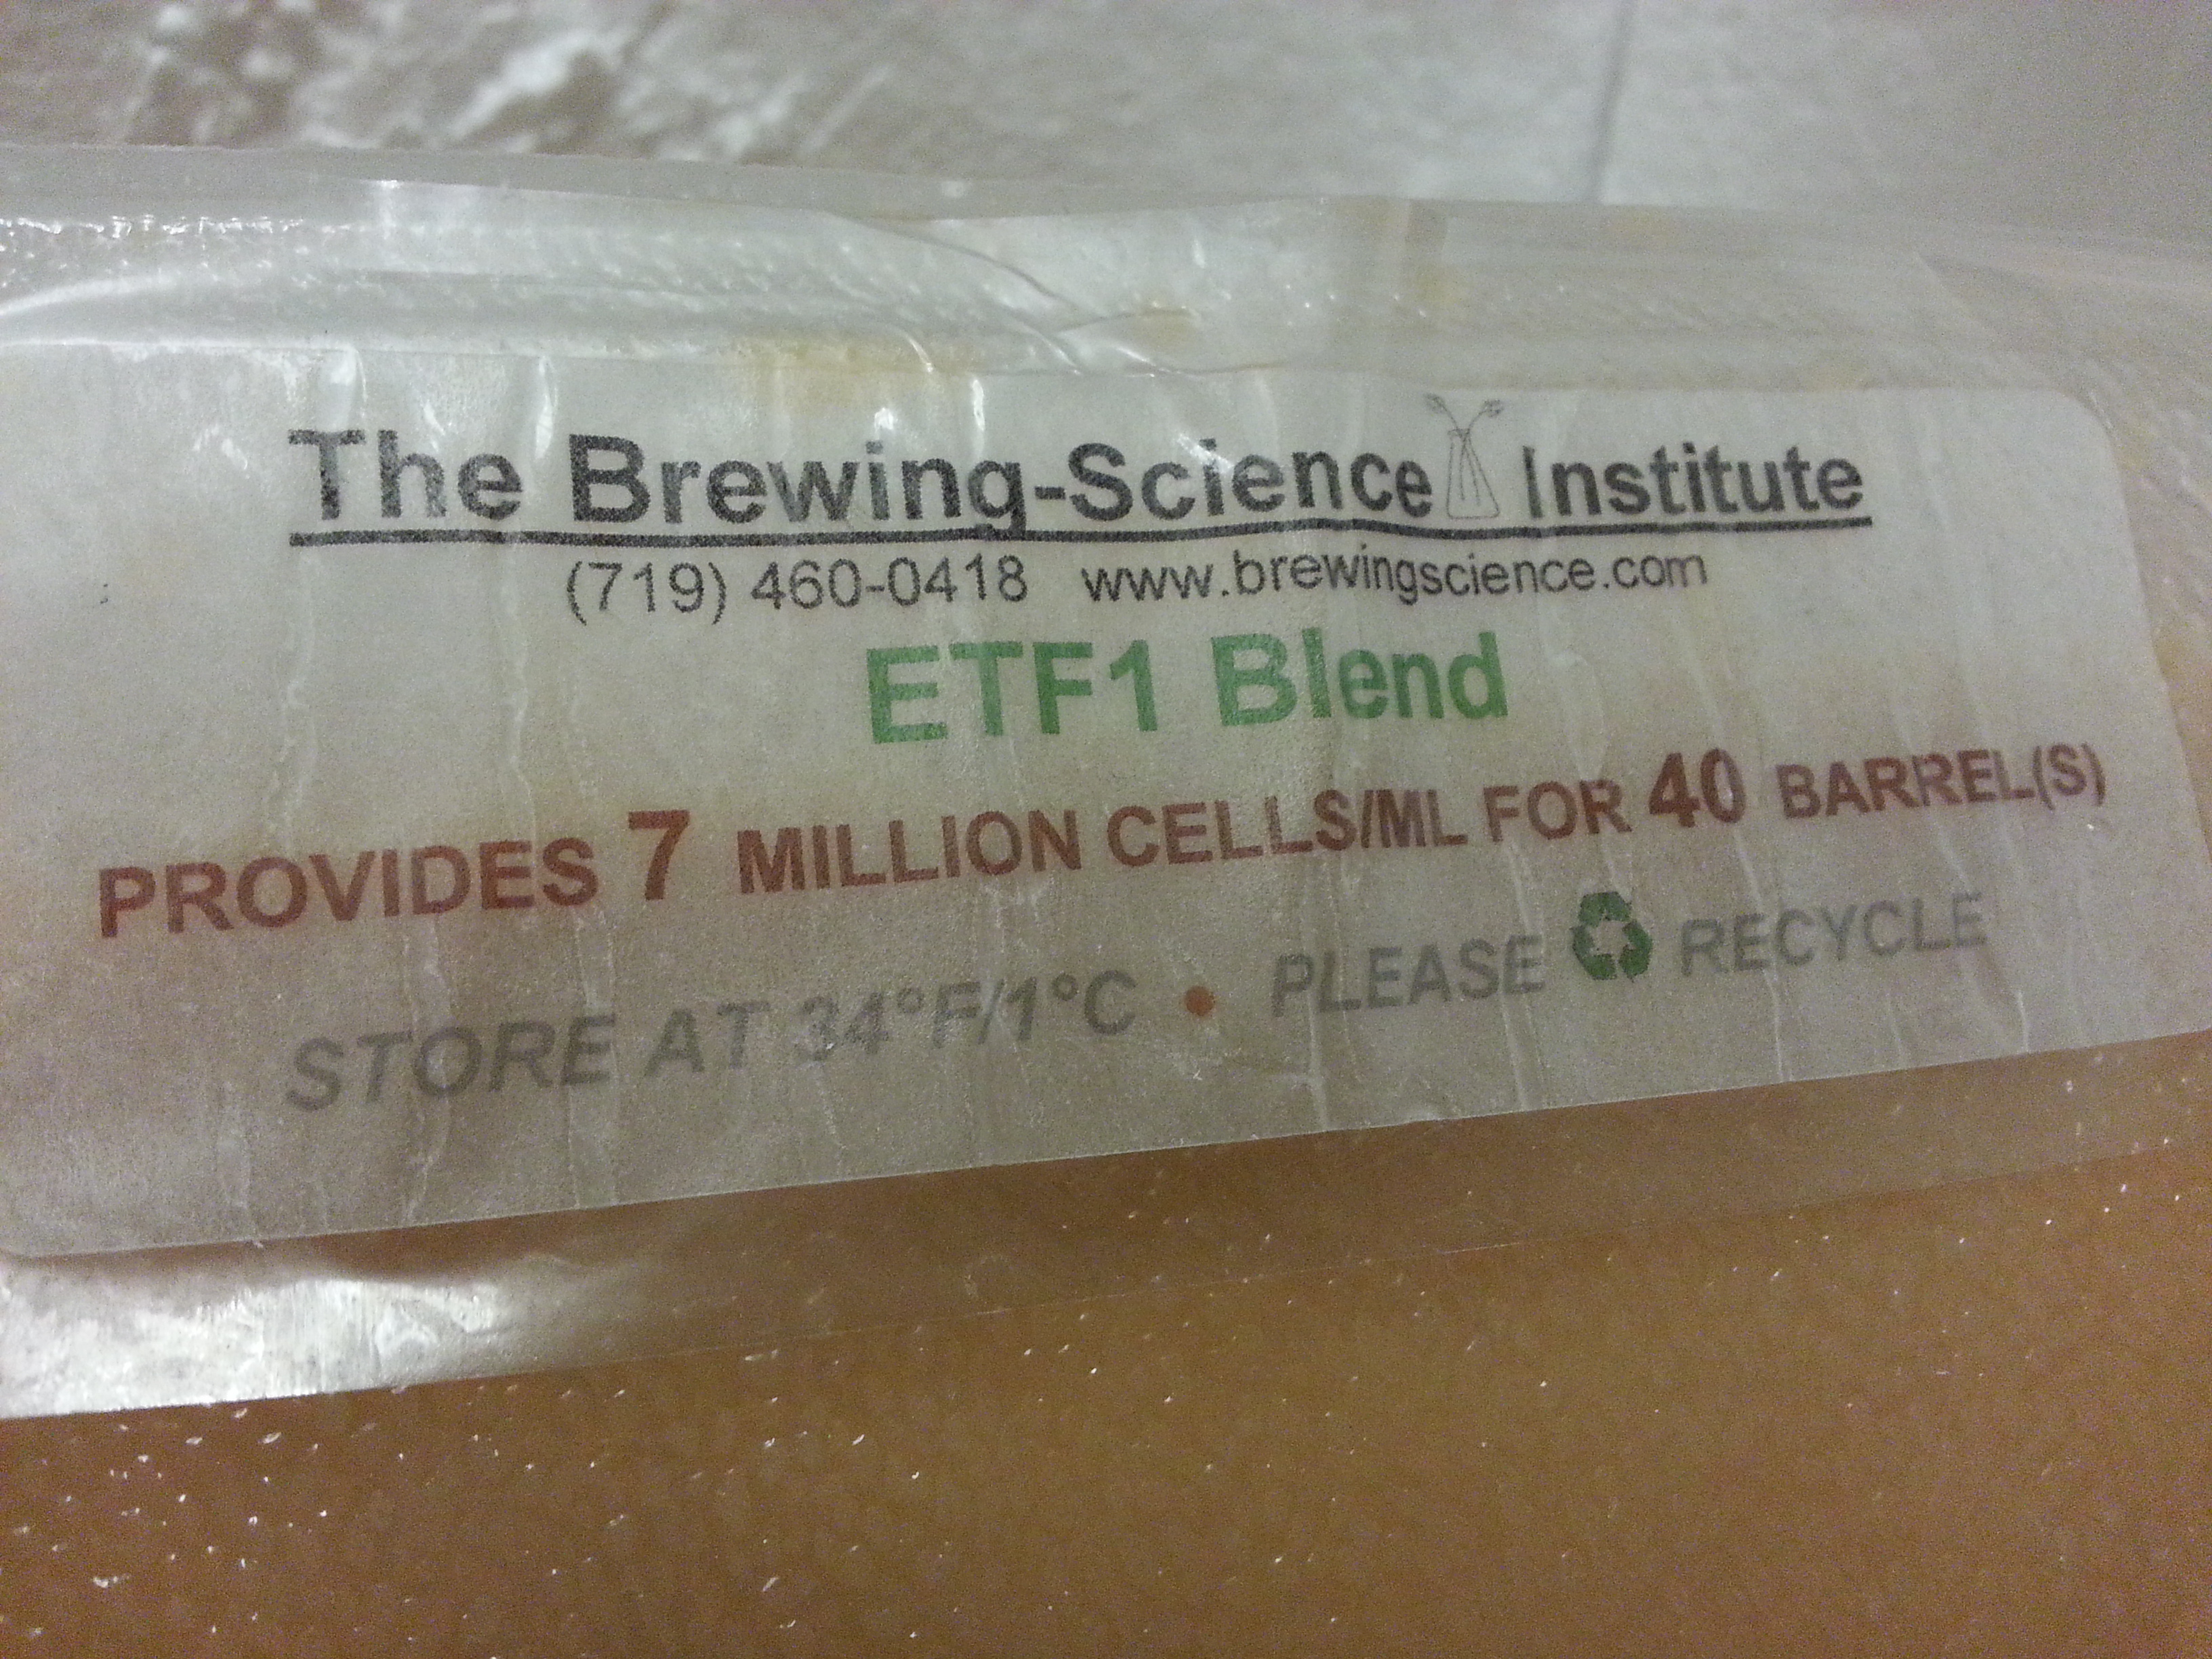 The Brewing-Science Institute
(719) 460-0418 www.brewingscience.com
ETF1 Blend
PROVIDES 7 MILLION CELLS/ML FOR 40 BARREL(S)
STORE AT 34°F/1°C • PLEASE ♻ RECYCLE